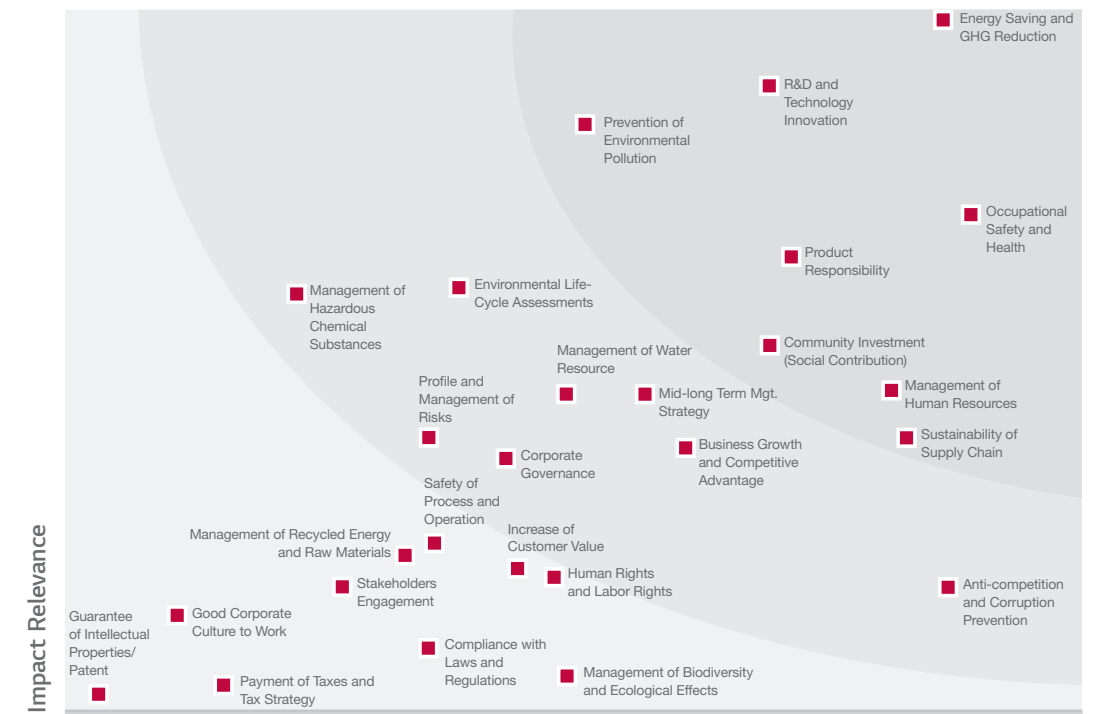 Energy Saving and
GHG Reduction
R&D and
Technology
Innovation
Prevention of
Environmental
Pollution
Occupational
Safety and
Health
Product
Responsibility
Environmental Life-
Cycle Assessments
Management of
Hazardous
Chemical
Substances
Community Investment
(Social Contribution)
Management of Water
Resource
Profile and
Management of
Risks
Mid-long Term Mgt.
Strategy
Management of
Human Resources
Sustainability of
Supply Chain
Business Growth
and Competitive
Advantage
Corporate
Governance
Safety of
Process and
Operation
Management of Recycled Energy
and Raw Materials
Increase of
Customer Value
Human Rights
and Labor Rights
Stakeholders
Engagement
Anti-competition
and Corruption
Prevention
Guarantee
of Intellectual
Properties/
Patent
Good Corporate
Culture to Work
Compliance with
Laws and
Regulations
Management of Biodiversity
and Ecological Effects
Payment of Taxes and
Tax Strategy
Impact Relevance